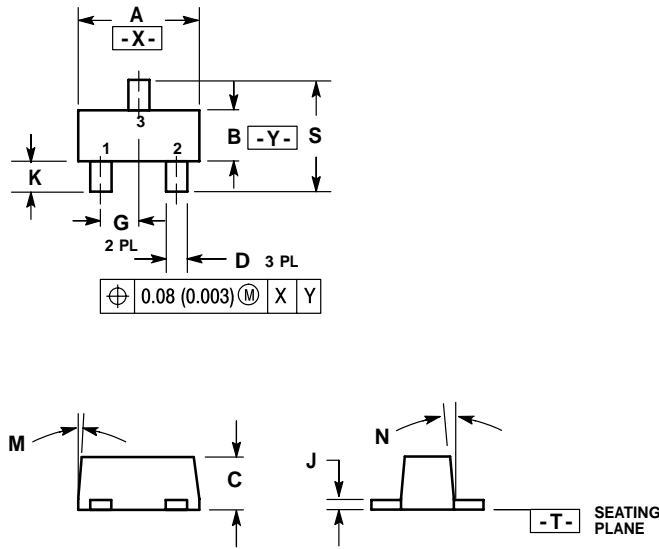 A
-X-
3
B -Y- S
1 2
K
G
2 PL
D 3 PL
⌖ 0.08 (0.003) Ⓜ X Y
M
C
N
J
-T- SEATING
PLANE